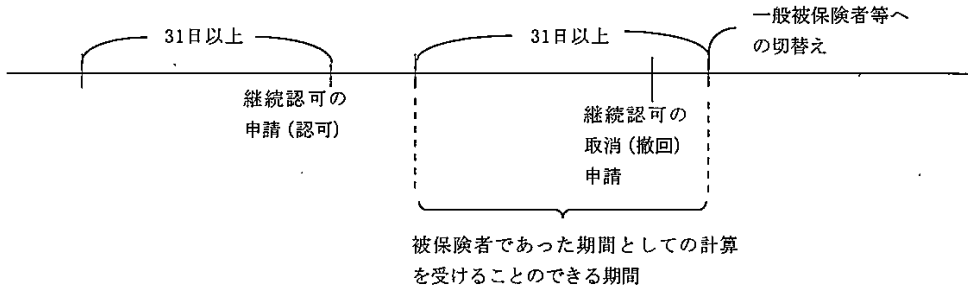 31日以上
31日以上
一般被保険者等へ
の切替え
継続認可の
申請(認可)
継続認可の
取消(撤回)
申請
被保険者であった期間としての計算
を受けることのできる期間